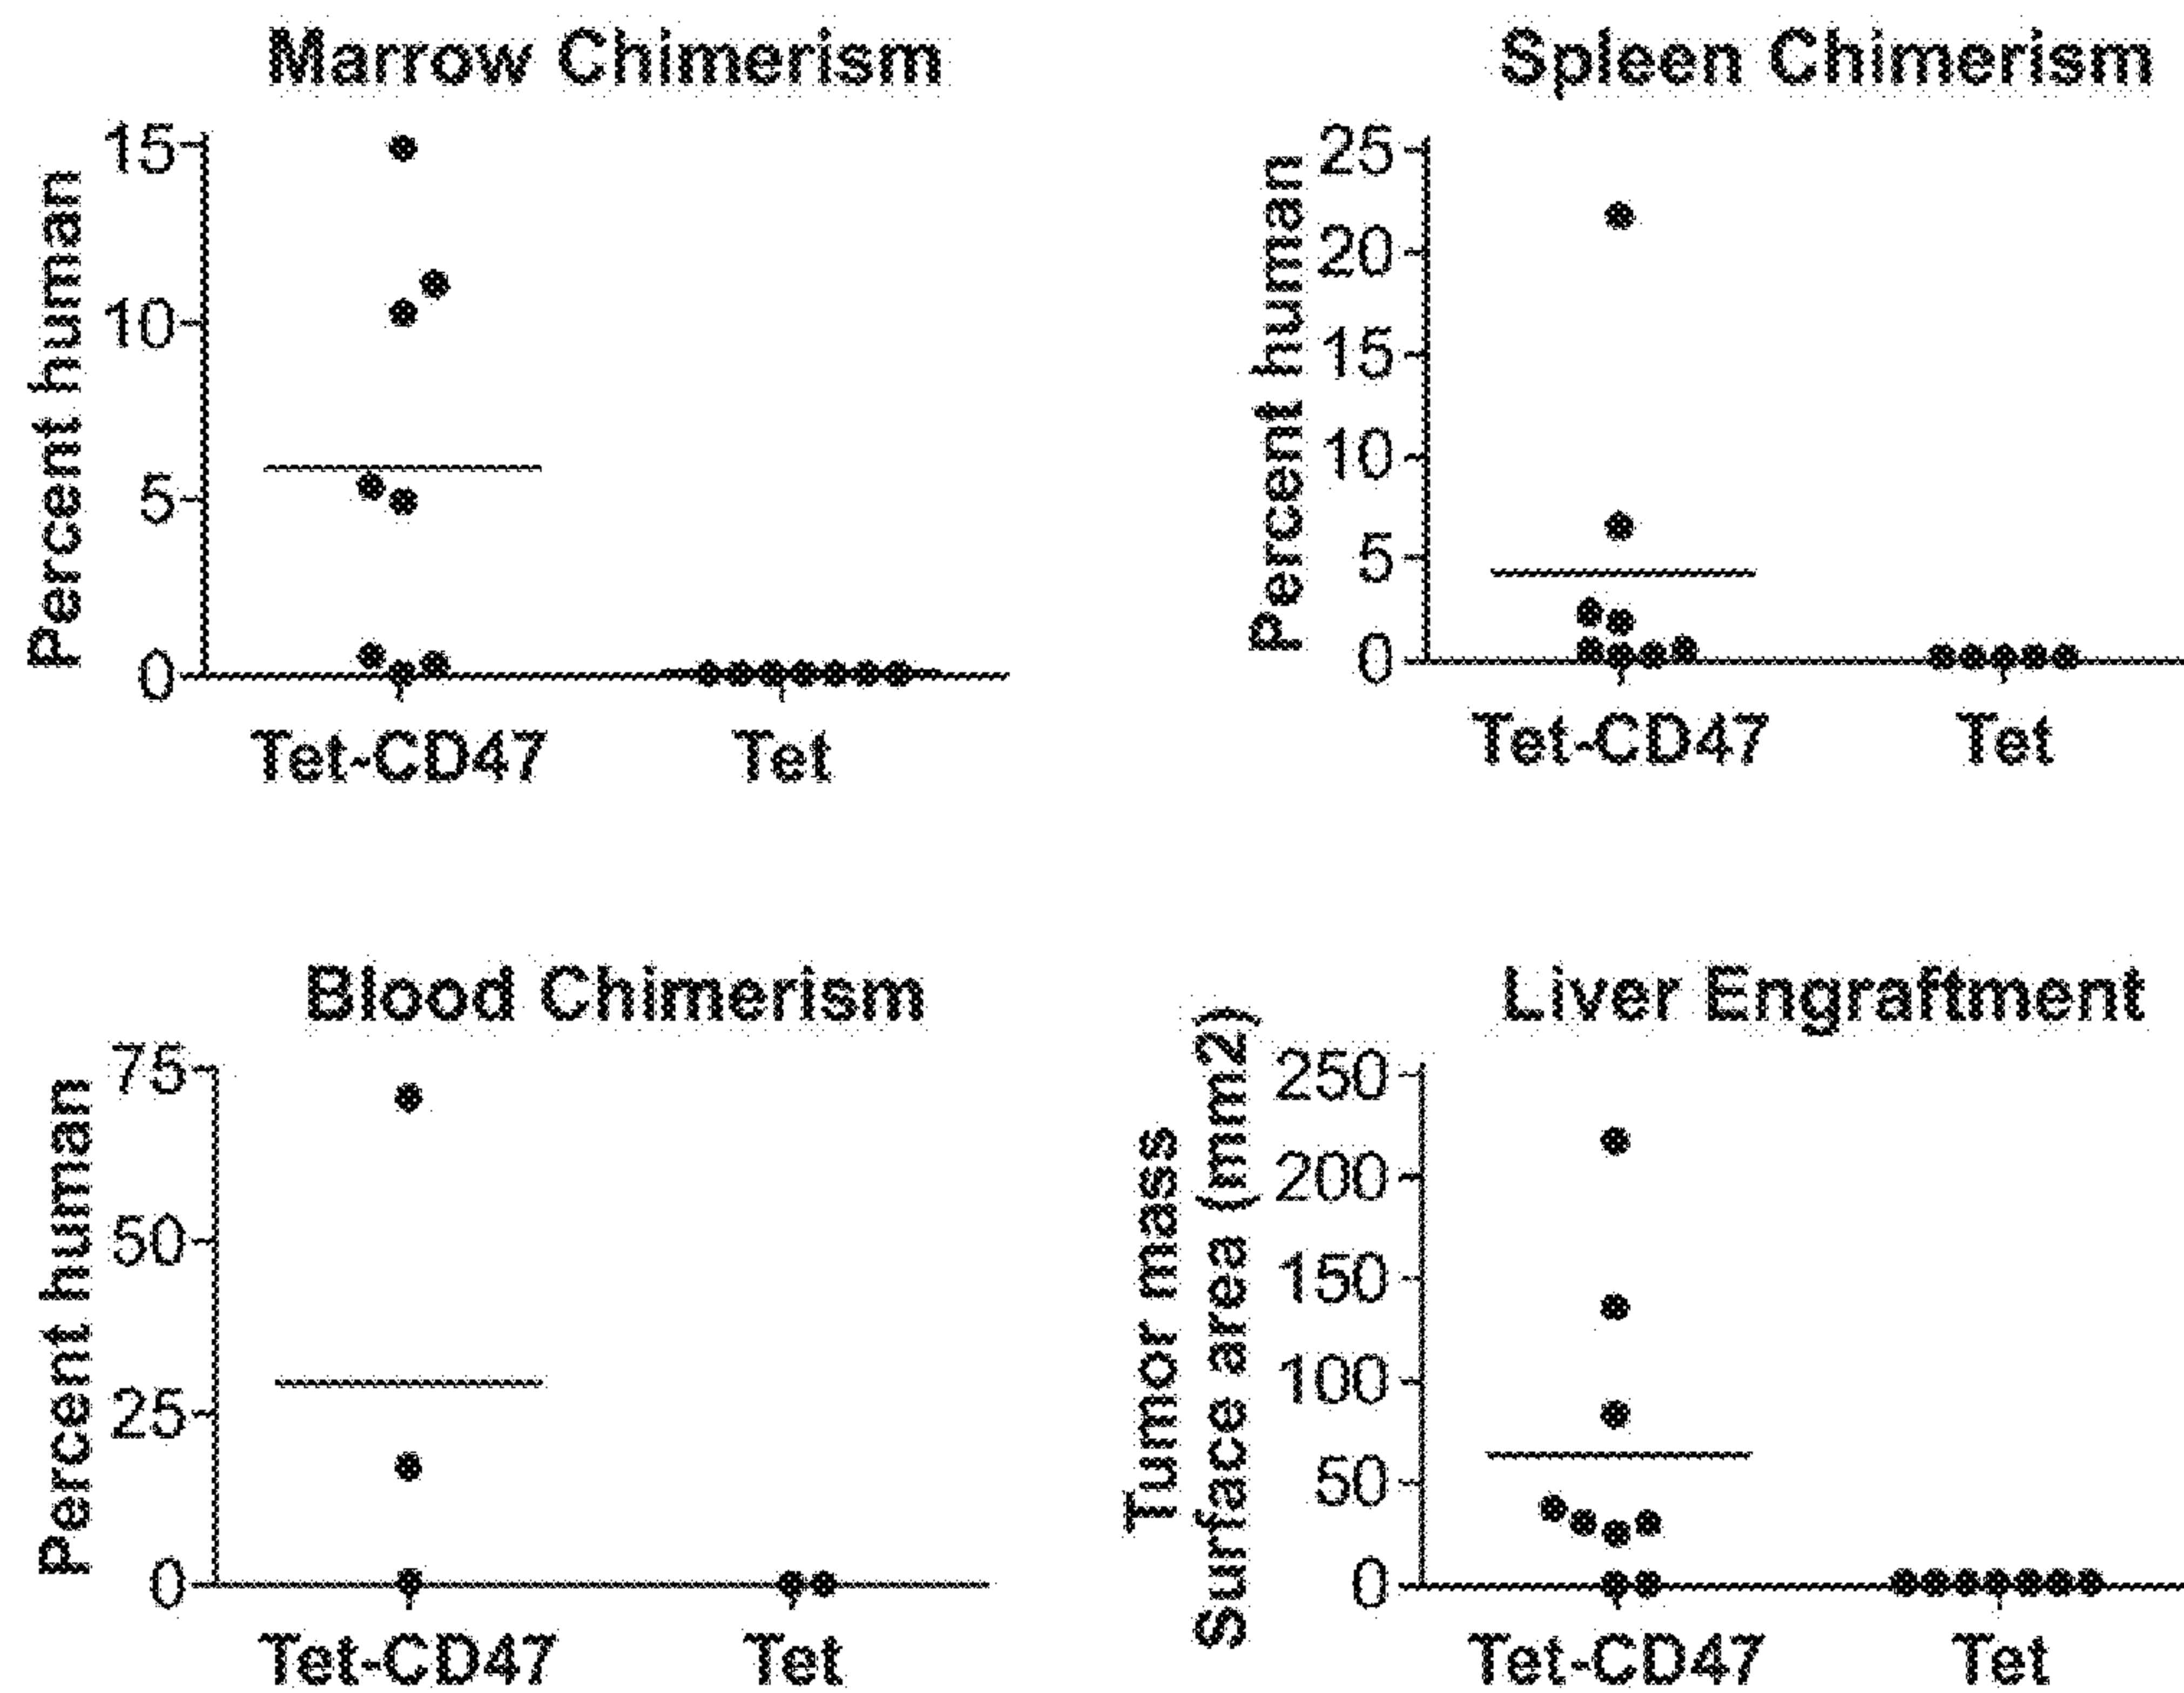 Marrow Chimerism
Percent human
15
10
5
0
Tet-CD47
Tet
Spleen Chimerism
Percent human
25
20
15
10
5
0
Tet-CD47
Tet
Blood Chimerism
Percent human
75
50
25
0
Tet-CD47
Tet
Liver Engraftment
Tumor mass
Surface area (mm2)
250
200
150
100
50
0
Tet-CD47
Tet